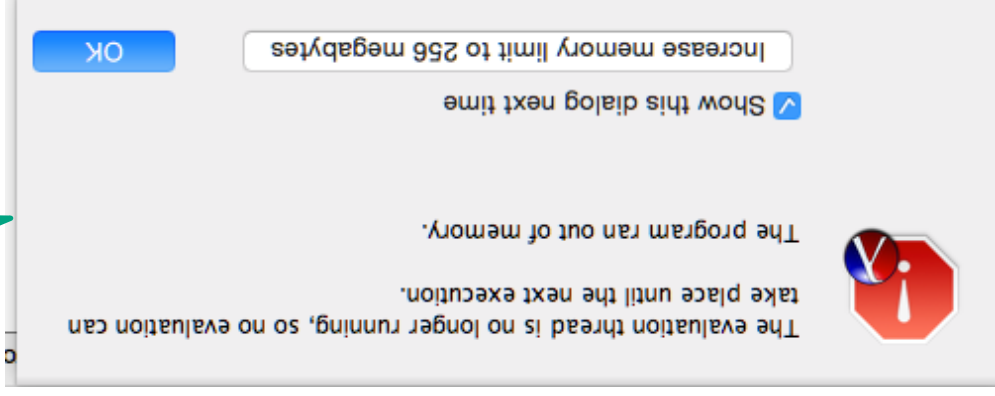 The evaluation thread is no longer running, so no evaluation can
take place until the next execution.
The program ran out of memory.
Show this dialog next time
Increase memory limit to 256 megabytes
OK